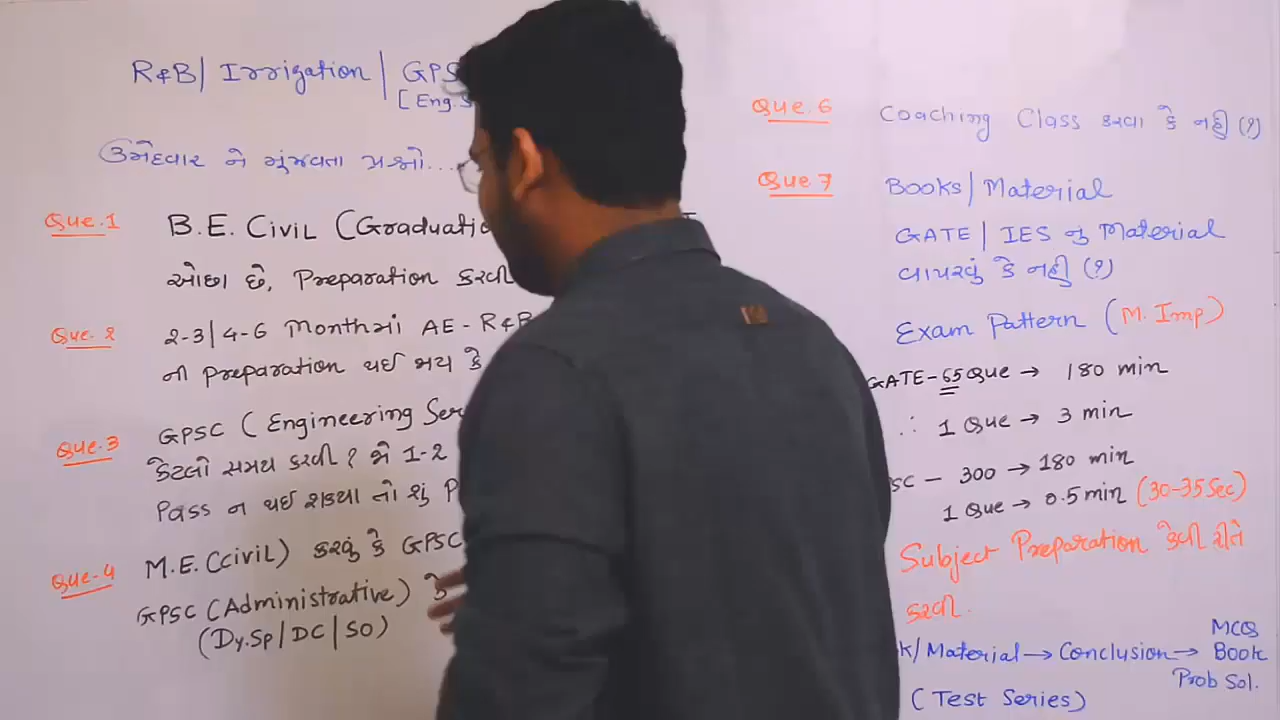 R&B| Irrigation | GPS
[Eng.S
ઉમેદવાર ને મૂંઝવતા પ્રશ્નો....
Que.1 B.E. Civil (Graduatio
ઓછા છે, Preparation કરવી
Que.2 2-3|4-6 Monthમાં AE-R&B
ની Preparation થઈ જાય કે
Que.3 GPSC (Engineering Ser
કેટલો સમય કરવી? જો 1-2
Pass ન થઈ શક્યા તો શું P
Que-4 M.E. (Civil) કરવું કે GPSC
GPSC (Administrative) કે
(Dy.Sp|DC|SO)
Que.6 Coaching Class કરવા કે નહી (?)
Que.7 Books/Material
GATE | IES નુ Material
વાપરવું કે નહી (?)
Exam Pattern (M.Imp)
GATE-65 Que → 180 min
∴ 1 Que → 3 min
SC - 300 → 180 min
1 Que → 0.5 min (30-35 Sec)
Subject Preparation કેવી રીતે
કરવી.
k/Material → Conclusion → MCQ Book
Prob Sol.
(Test Series)